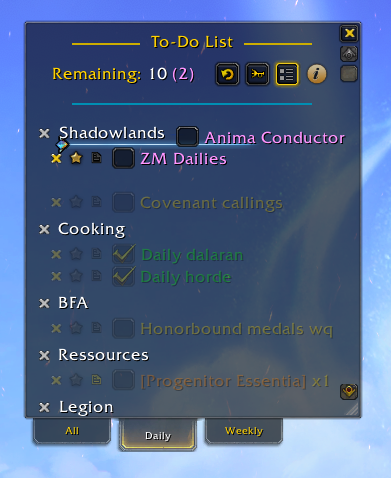 To-Do List
Remaining: 10 (2)
Shadowlands
Anima Conductor
ZM Dailies
Covenant callings
Cooking
Daily dalaran
Daily horde
BFA
Honorbound medals wq
Ressources
[Progenitor Essentia] x1
Legion
All
Daily
Weekly